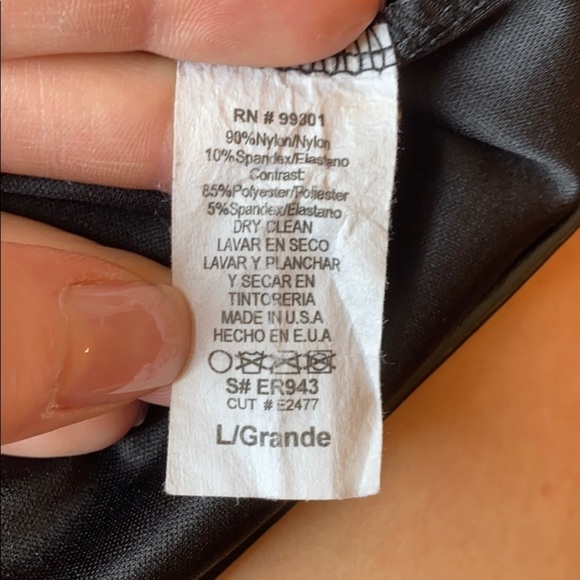 RN # 99301
90%Nylon/Nylon
10%Spandex/Elastano
Contrast:
85%Polyester/Poliester
5%Spandex/Elastano
DRY CLEAN
LAVAR EN SECO
LAVAR Y PLANCHAR
Y SECAR EN
TINTORERIA
MADE IN U.S.A
HECHO EN E.U.A
S# ER943
CUT # E2477
L/Grande